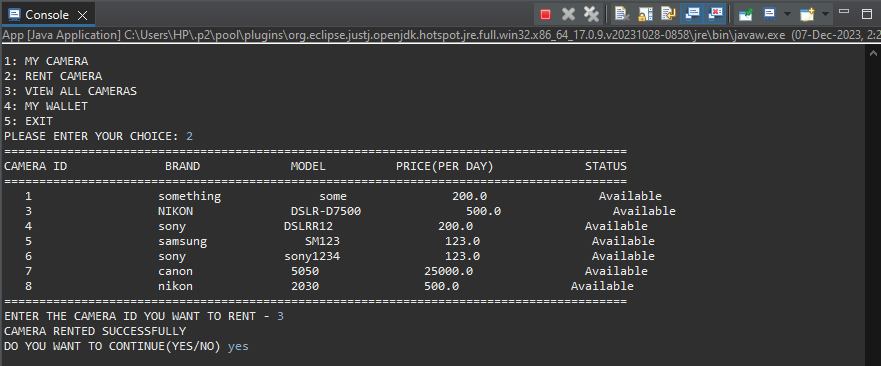 Console
App [Java Application] C:\Users\HP\.p2\pool\plugins\org.eclipse.justj.openjdk.hotspot.jre.full.win32.x86_64_17.0.9.v20231028-0858\jre\bin\javaw.exe (07-Dec-2023, 2:2
1: MY CAMERA
2: RENT CAMERA
3: VIEW ALL CAMERAS
4: MY WALLET
5: EXIT
PLEASE ENTER YOUR CHOICE: 2
=========================================================================================
CAMERA ID BRAND MODEL PRICE(PER DAY) STATUS
=========================================================================================
1 something some 200.0 Available
3 NIKON DSLR-D7500 500.0 Available
4 sony DSLRR12 200.0 Available
5 samsung SM123 123.0 Available
6 sony sony1234 123.0 Available
7 canon 5050 25000.0 Available
8 nikon 2030 500.0 Available
=========================================================================================
ENTER THE CAMERA ID YOU WANT TO RENT - 3
CAMERA RENTED SUCCESSFULLY
DO YOU WANT TO CONTINUE(YES/NO) yes